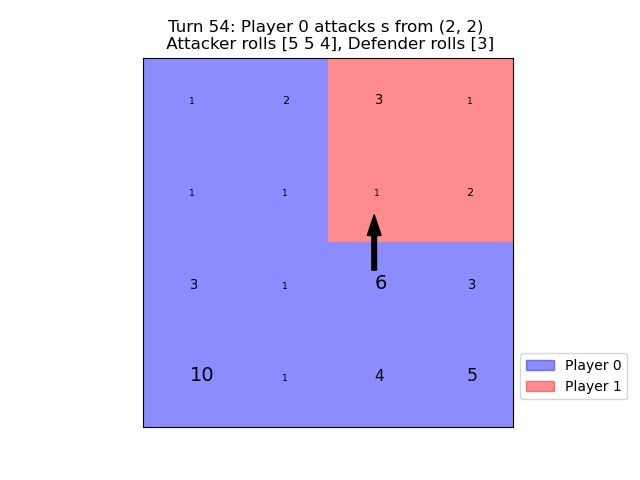 Turn 54: Player 0 attacks s from (2, 2)
Attacker rolls [5 5 4], Defender rolls [3]
1 2 3 1
1 1 1 2
3 1 6 3
10 1 4 5
Player 0
Player 1